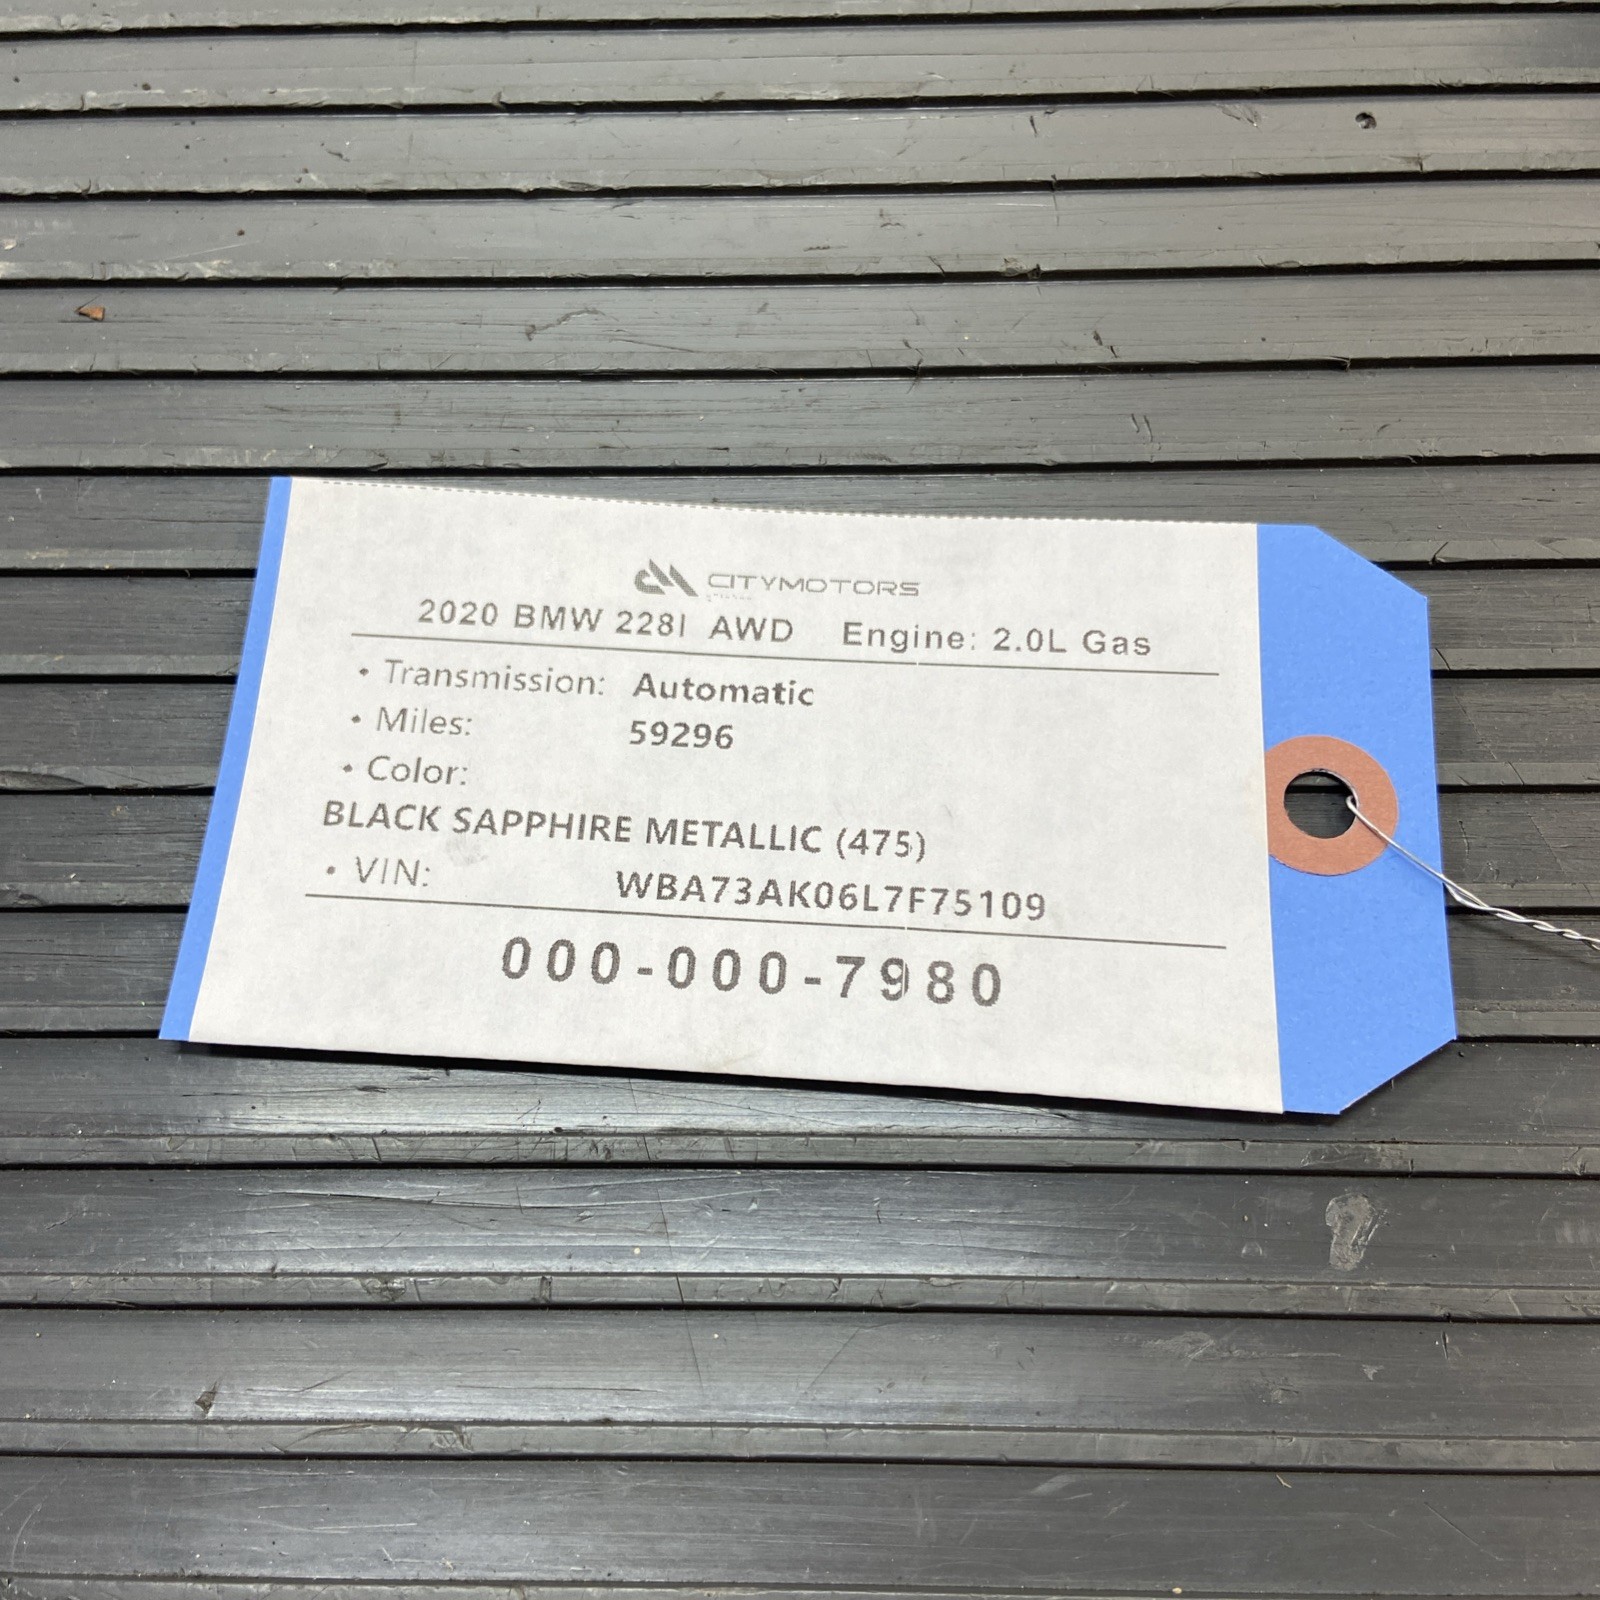 CITYMOTORS
2020 BMW 228I AWD Engine: 2.0L Gas
• Transmission: Automatic
• Miles: 59296
• Color:
BLACK SAPPHIRE METALLIC (475)
• VIN: WBA73AK06L7F75109
000-000-7980